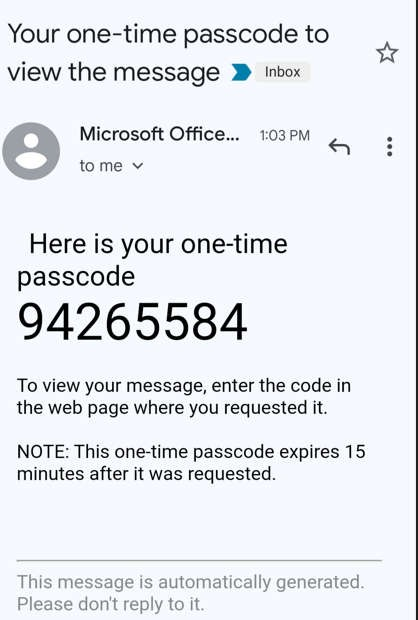 Your one-time passcode to
view the message Inbox
Microsoft Office... 1:03 PM
to me
Here is your one-time
passcode
94265584
To view your message, enter the code in
the web page where you requested it.
NOTE: This one-time passcode expires 15
minutes after it was requested.
This message is automatically generated.
Please don't reply to it.